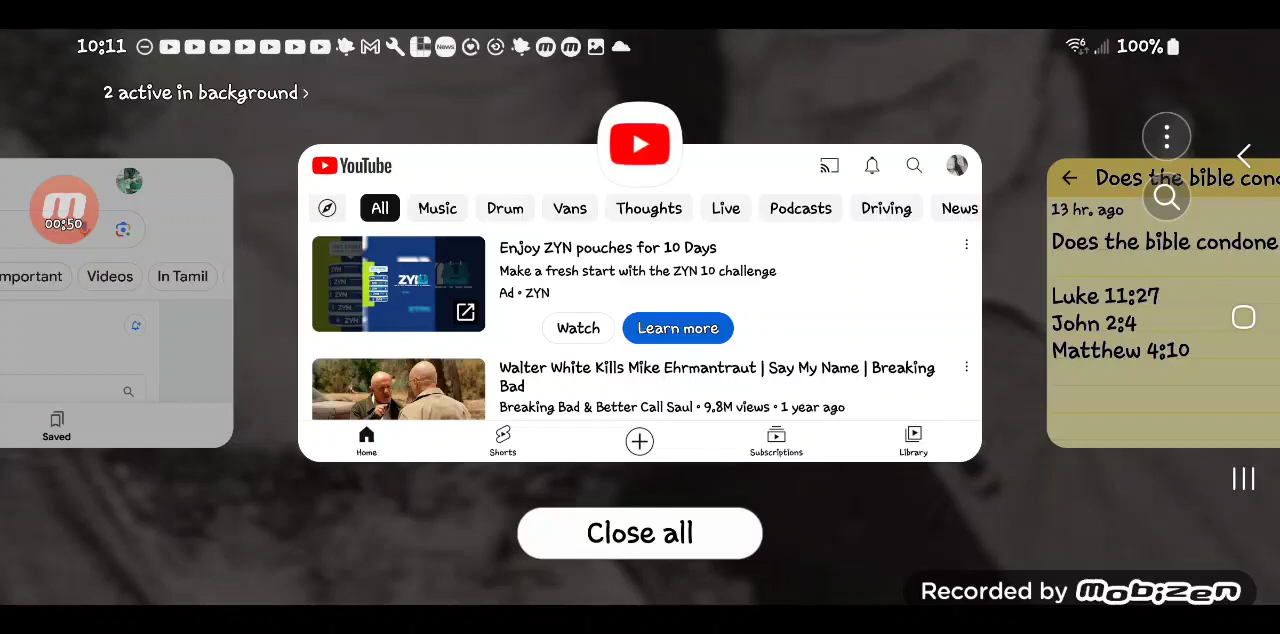 10:11
News
100%
2 active in background >
00:50
mportant
Videos
In Tamil
Saved
YouTube
All
Music
Drum
Vans
Thoughts
Live
Podcasts
Driving
News
ZYN
Enjoy ZYN pouches for 10 Days
Make a fresh start with the ZYN 10 challenge
Ad • ZYN
Watch
Learn more
Walter White Kills Mike Ehrmantraut | Say My Name | Breaking
Bad
Breaking Bad & Better Call Saul • 9.8M views • 1 year ago
Home
Shorts
Subscriptions
Library
Does the bible cond
13 hr. ago
Does the bible condone
Luke 11:27
John 2:4
Matthew 4:10
Close all
Recorded by mobizen